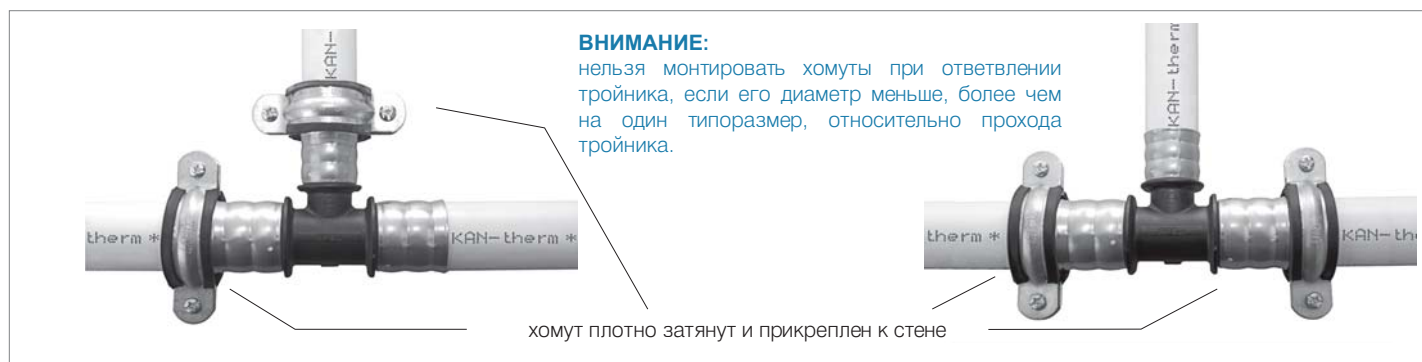 ВНИМАНИЕ:
нельзя монтировать хомуты при ответвлении
тройника, если его диаметр меньше, более чем
на один типоразмер, относительно прохода
тройника.
KAN-
KAN-therm
therm *
KAN-therm *
therm *
KAN-the
хомут плотно затянут и прикреплен к стене